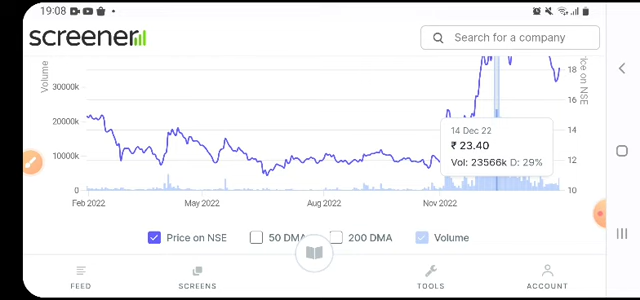 19:08
screener
Search for a company
Volume
30000k
20000k
10000k
0
18
16
14
12
10
ice on NSE
14 Dec 22
₹ 23.40
Vol: 23566k D: 29%
Feb 2022
May 2022
Aug 2022
Nov 2022
Price on NSE
50 DMA
200 DMA
Volume
FEED
SCREENS
TOOLS
ACCOUNT